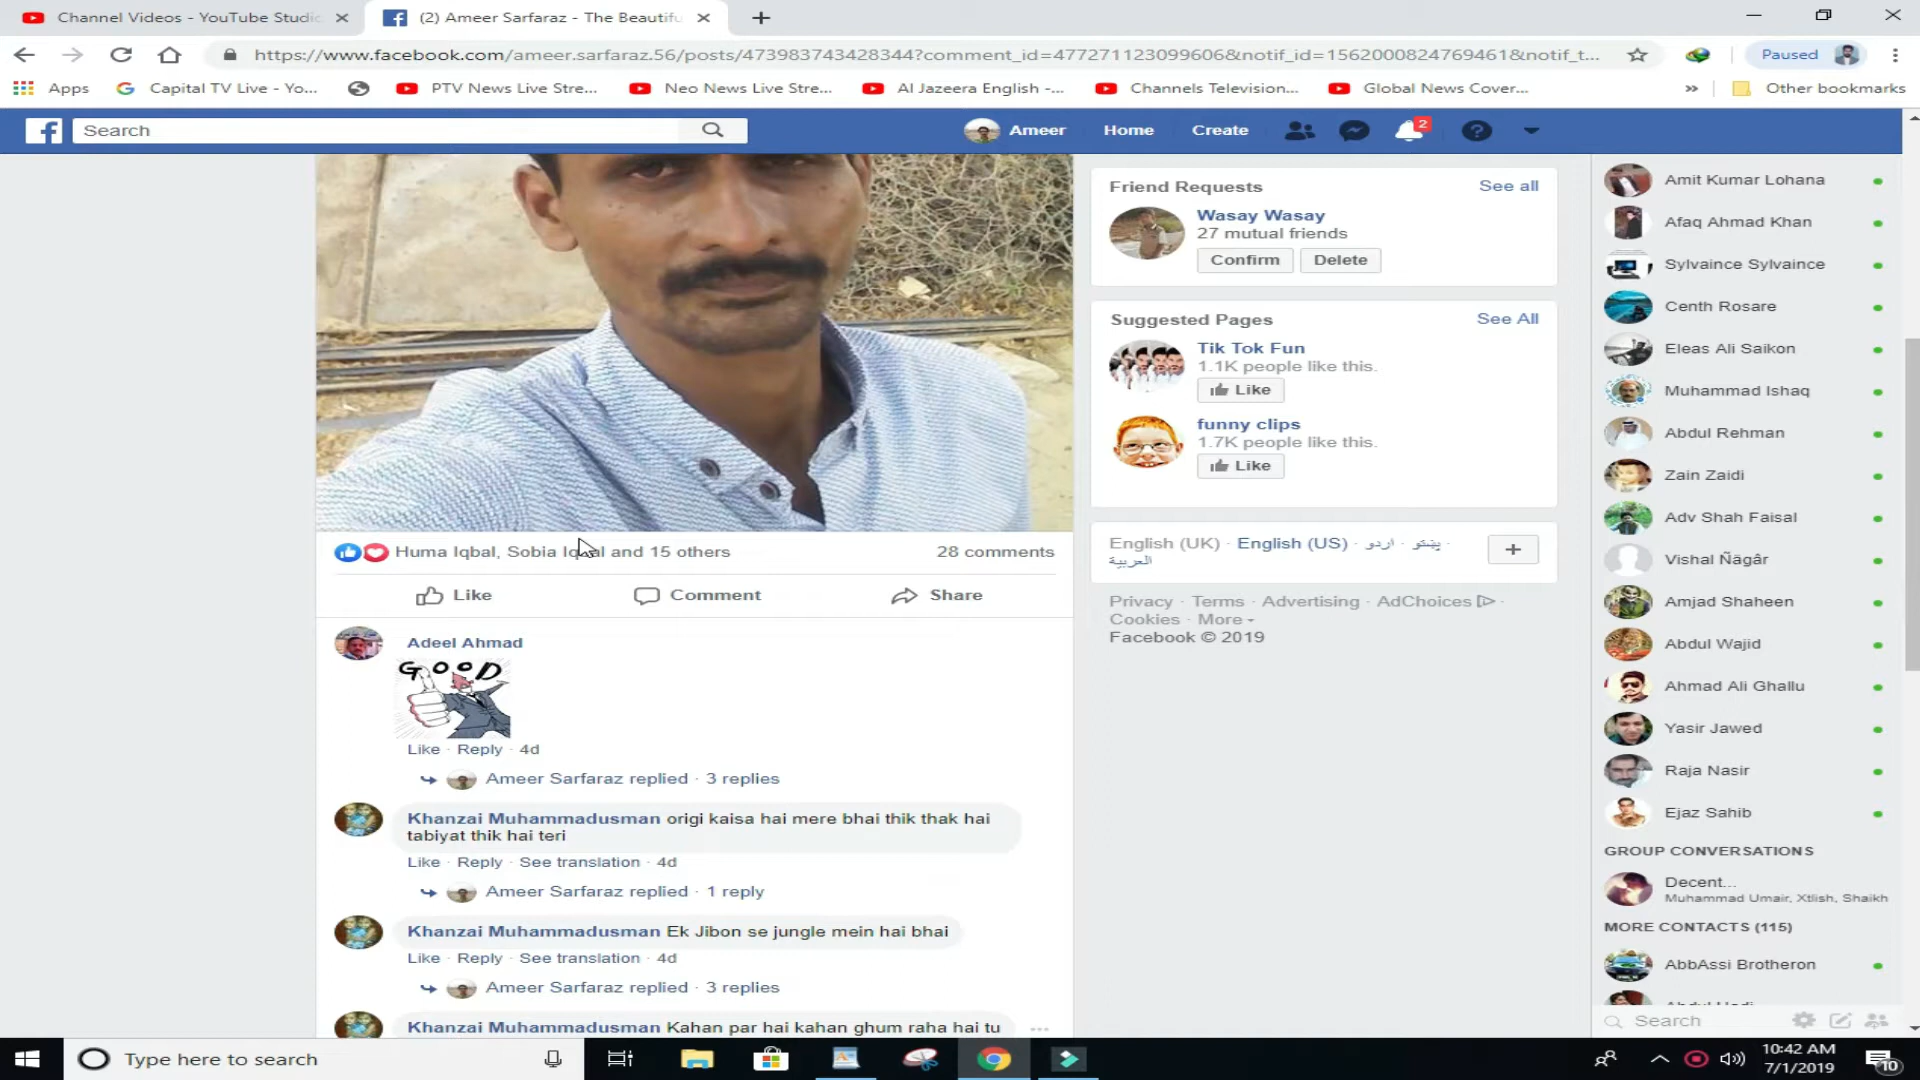 Channel Videos - YouTube Studio
(2) Ameer Sarfaraz - The Beautifu
https://www.facebook.com/ameer.sarfaraz.56/posts/473983743428344?comment_id=477271123099606&notif_id=1562000824769461&notif_t...
Paused
Apps
Capital TV Live - Yo...
PTV News Live Stre...
Neo News Live Stre...
Al Jazeera English -...
Channels Television...
Global News Cover...
»
Other bookmarks
Search
Ameer
Home
Create
2
Friend Requests
See all
Wasay Wasay
27 mutual friends
Confirm
Delete
Suggested Pages
See All
Tik Tok Fun
1.1K people like this.
Like
funny clips
1.7K people like this.
Like
English (UK) · English (US) · اردو · پښتو ·
العربية
Privacy · Terms · Advertising · AdChoices ·
Cookies · More
Facebook © 2019
Huma Iqbal, Sobia Iqbal and 15 others
28 comments
Like
Comment
Share
Adeel Ahmad
GOOD
Like · Reply · 4d
Ameer Sarfaraz replied · 3 replies
Khanzai Muhammadusman origi kaisa hai mere bhai thik thak hai
tabiyat thik hai teri
Like · Reply · See translation · 4d
Ameer Sarfaraz replied · 1 reply
Khanzai Muhammadusman Ek Jibon se jungle mein hai bhai
Like · Reply · See translation · 4d
Ameer Sarfaraz replied · 3 replies
Khanzai Muhammadusman Kahan par hai kahan ghum raha hai tu
Amit Kumar Lohana
Afaq Ahmad Khan
Sylvaince Sylvaince
Centh Rosare
Eleas Ali Saikon
Muhammad Ishaq
Abdul Rehman
Zain Zaidi
Adv Shah Faisal
Vishal Ñägâr
Amjad Shaheen
Abdul Wajid
Ahmad Ali Ghallu
Yasir Jawed
Raja Nasir
Ejaz Sahib
GROUP CONVERSATIONS
Decent...
Muhammad Umair, Xtlish, Shaikh
MORE CONTACTS (115)
AbbAssi Brotheron
Search
Type here to search
10:42 AM
7/1/2019
10